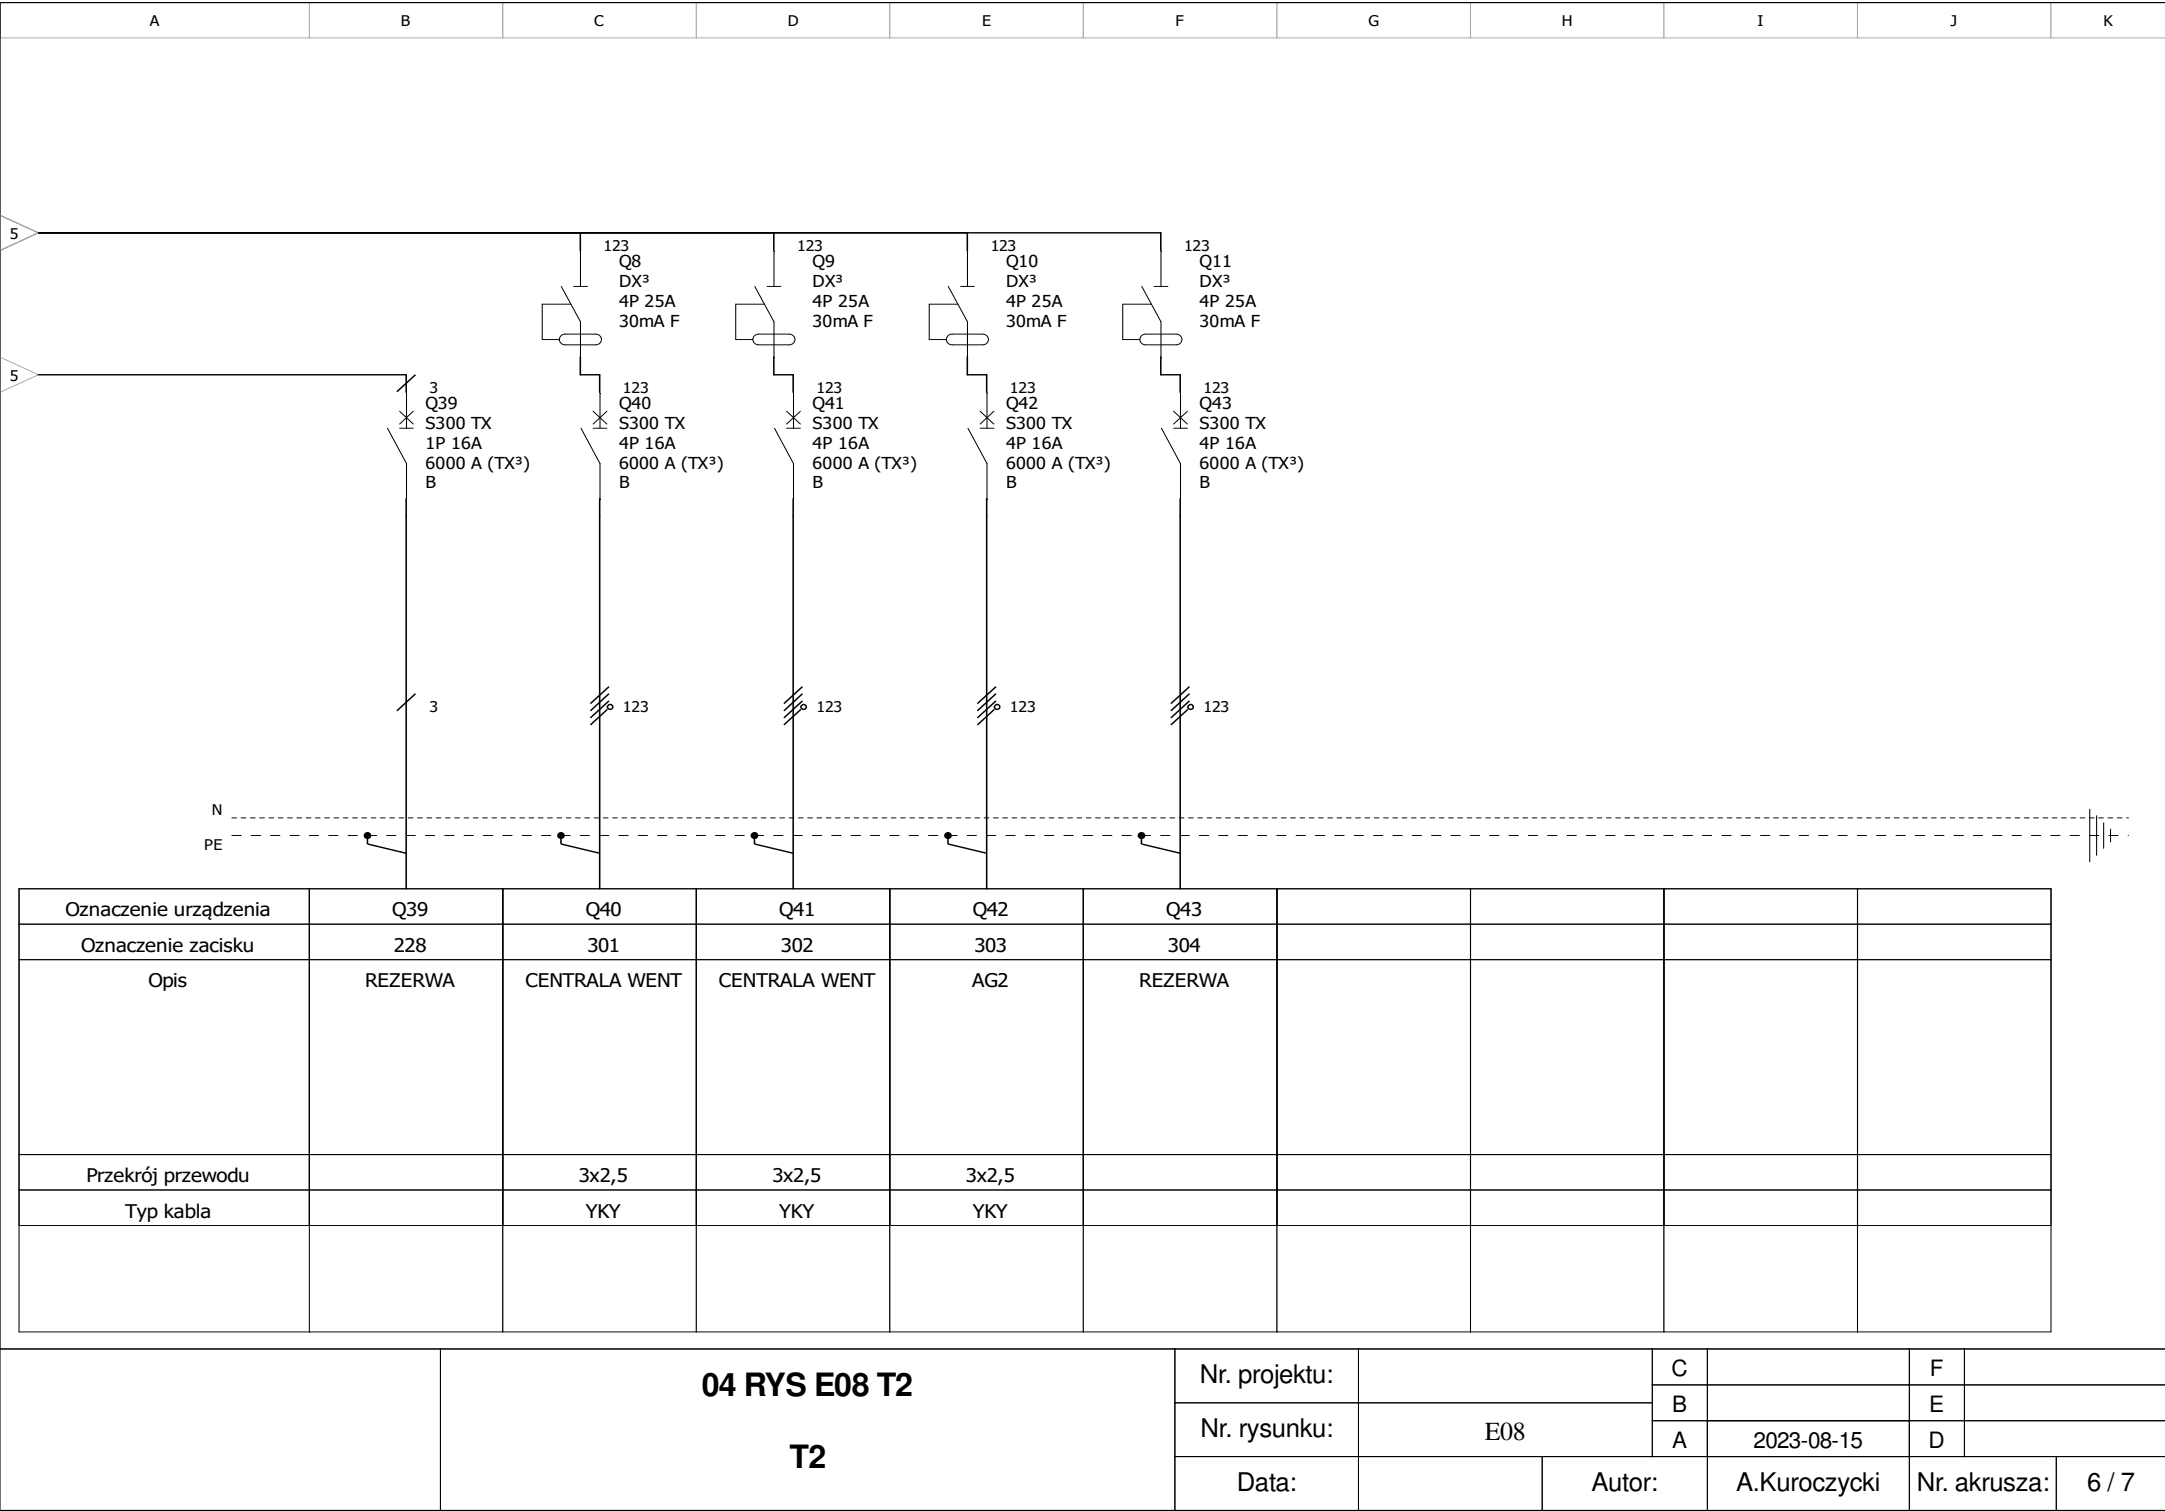 A B C D E F G H I J K
5
123 123 123 123
Q8 Q9 Q10 Q11
DX³ DX³ DX³ DX³
4P 25A 4P 25A 4P 25A 4P 25A
30mA F 30mA F 30mA F 30mA F
5
3 123 123 123 123
Q39 Q40 Q41 Q42 Q43
S300 TX S300 TX S300 TX S300 TX S300 TX
1P 16A 4P 16A 4P 16A 4P 16A 4P 16A
6000 A (TX³) 6000 A (TX³) 6000 A (TX³) 6000 A (TX³) 6000 A (TX³)
B B B B B
3 123 123 123 123
N
PE
Oznaczenie urządzenia Q39 Q40 Q41 Q42 Q43
Oznaczenie zacisku 228 301 302 303 304
Opis REZERWA CENTRALA WENT CENTRALA WENT AG2 REZERWA
Przekrój przewodu 3x2,5 3x2,5 3x2,5
Typ kabla YKY YKY YKY
04 RYS E08 T2
T2
Nr. projektu: C F
B E
Nr. rysunku: E08
A 2023-08-15 D
Data: Autor: A.Kuroczycki Nr. akrusza: 6 / 7